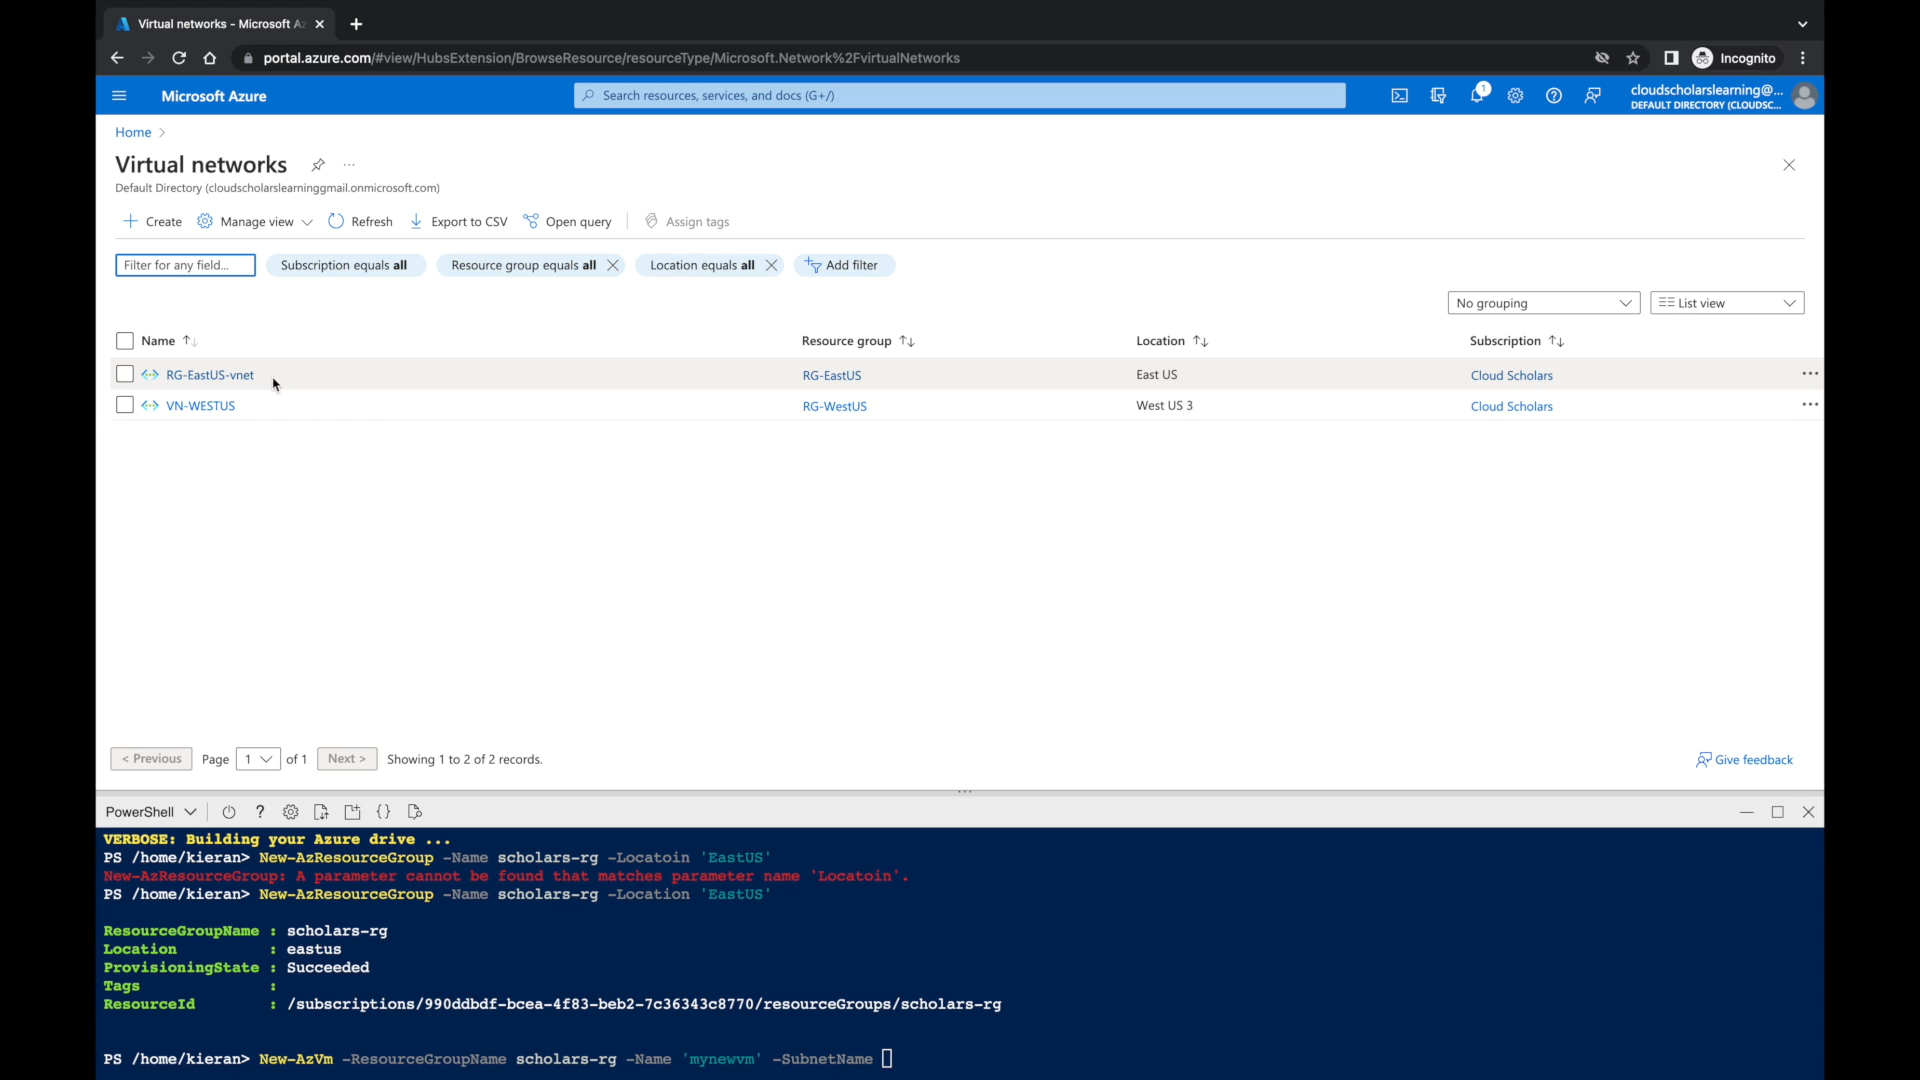 Virtual networks - Microsoft Az
portal.azure.com/#view/HubsExtension/BrowseResource/resourceType/Microsoft.Network%2FvirtualNetworks
Incognito
Microsoft Azure
Search resources, services, and docs (G+/)
1
cloudscholarslearning@...
DEFAULT DIRECTORY (CLOUDSC...
Home
Virtual networks
Default Directory (cloudscholarslearninggmail.onmicrosoft.com)
Create Manage view Refresh Export to CSV Open query Assign tags
Filter for any field... Subscription equals all Resource group equals all Location equals all Add filter
No grouping List view
Name Resource group Location Subscription
RG-EastUS-vnet RG-EastUS East US Cloud Scholars
VN-WESTUS RG-WestUS West US 3 Cloud Scholars
< Previous Page 1 of 1 Next > Showing 1 to 2 of 2 records. Give feedback
PowerShell ? {}
VERBOSE: Building your Azure drive ...
PS /home/kieran> New-AzResourceGroup -Name scholars-rg -Locatoin 'EastUS'
New-AzResourceGroup: A parameter cannot be found that matches parameter name 'Locatoin'.
PS /home/kieran> New-AzResourceGroup -Name scholars-rg -Location 'EastUS'
ResourceGroupName : scholars-rg
Location : eastus
ProvisioningState : Succeeded
Tags :
ResourceId : /subscriptions/990ddbdf-bcea-4f83-beb2-7c36343c8770/resourceGroups/scholars-rg
PS /home/kieran> New-AzVm -ResourceGroupName scholars-rg -Name 'mynewvm' -SubnetName